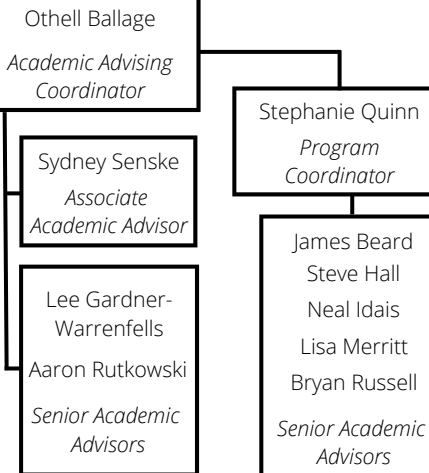 Othell Ballage
Academic Advising
Coordinator
Sydney Senske
Associate
Academic Advisor
Lee Gardner-
Warrenfells
Aaron Rutkowski
Senior Academic
Advisors
Stephanie Quinn
Program
Coordinator
James Beard
Steve Hall
Neal Idais
Lisa Merritt
Bryan Russell
Senior Academic
Advisors